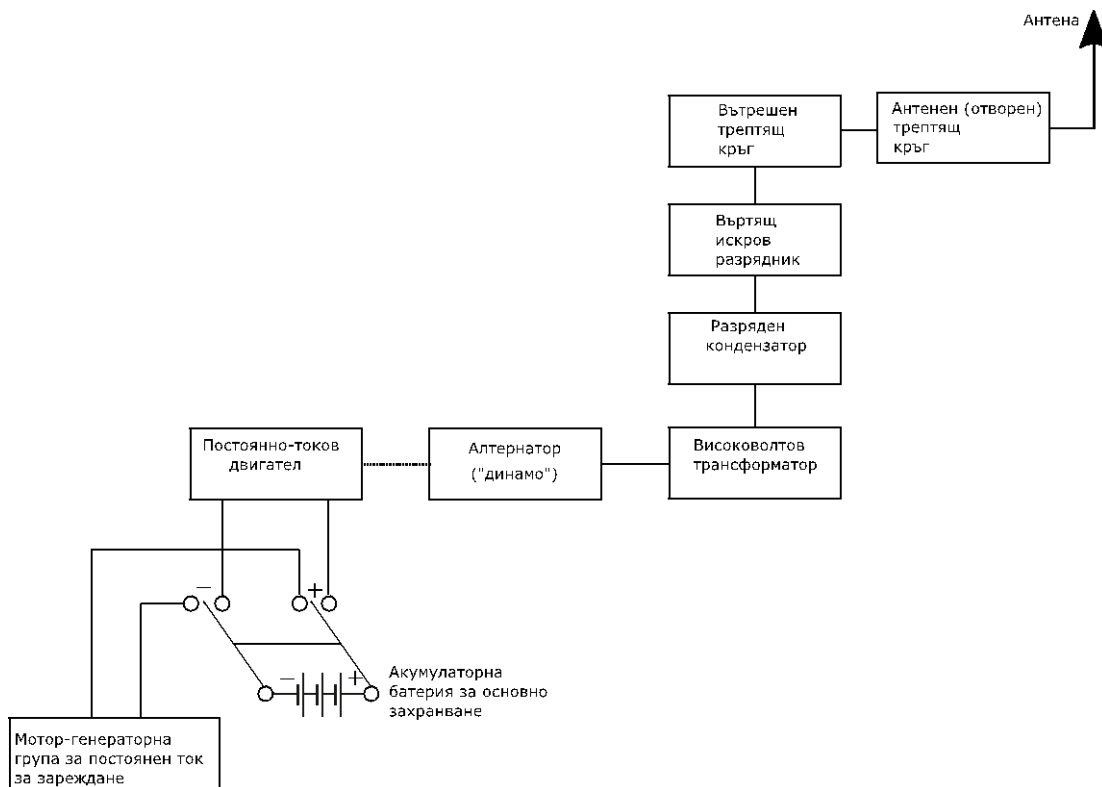 Антена
Вътрешен
трептящ
кръг
Антенен (отворен)
трептящ
кръг
Въртящ
искров
разрядник
Разряден
кондензатор
Постоянно-токов
двигател
Алтернатор
("динамо")
Високоволтов
трансформатор
− +
− +
Акумулаторна
батерия за основно
захранване
Мотор-генераторна
група за постоянен ток
за зареждане